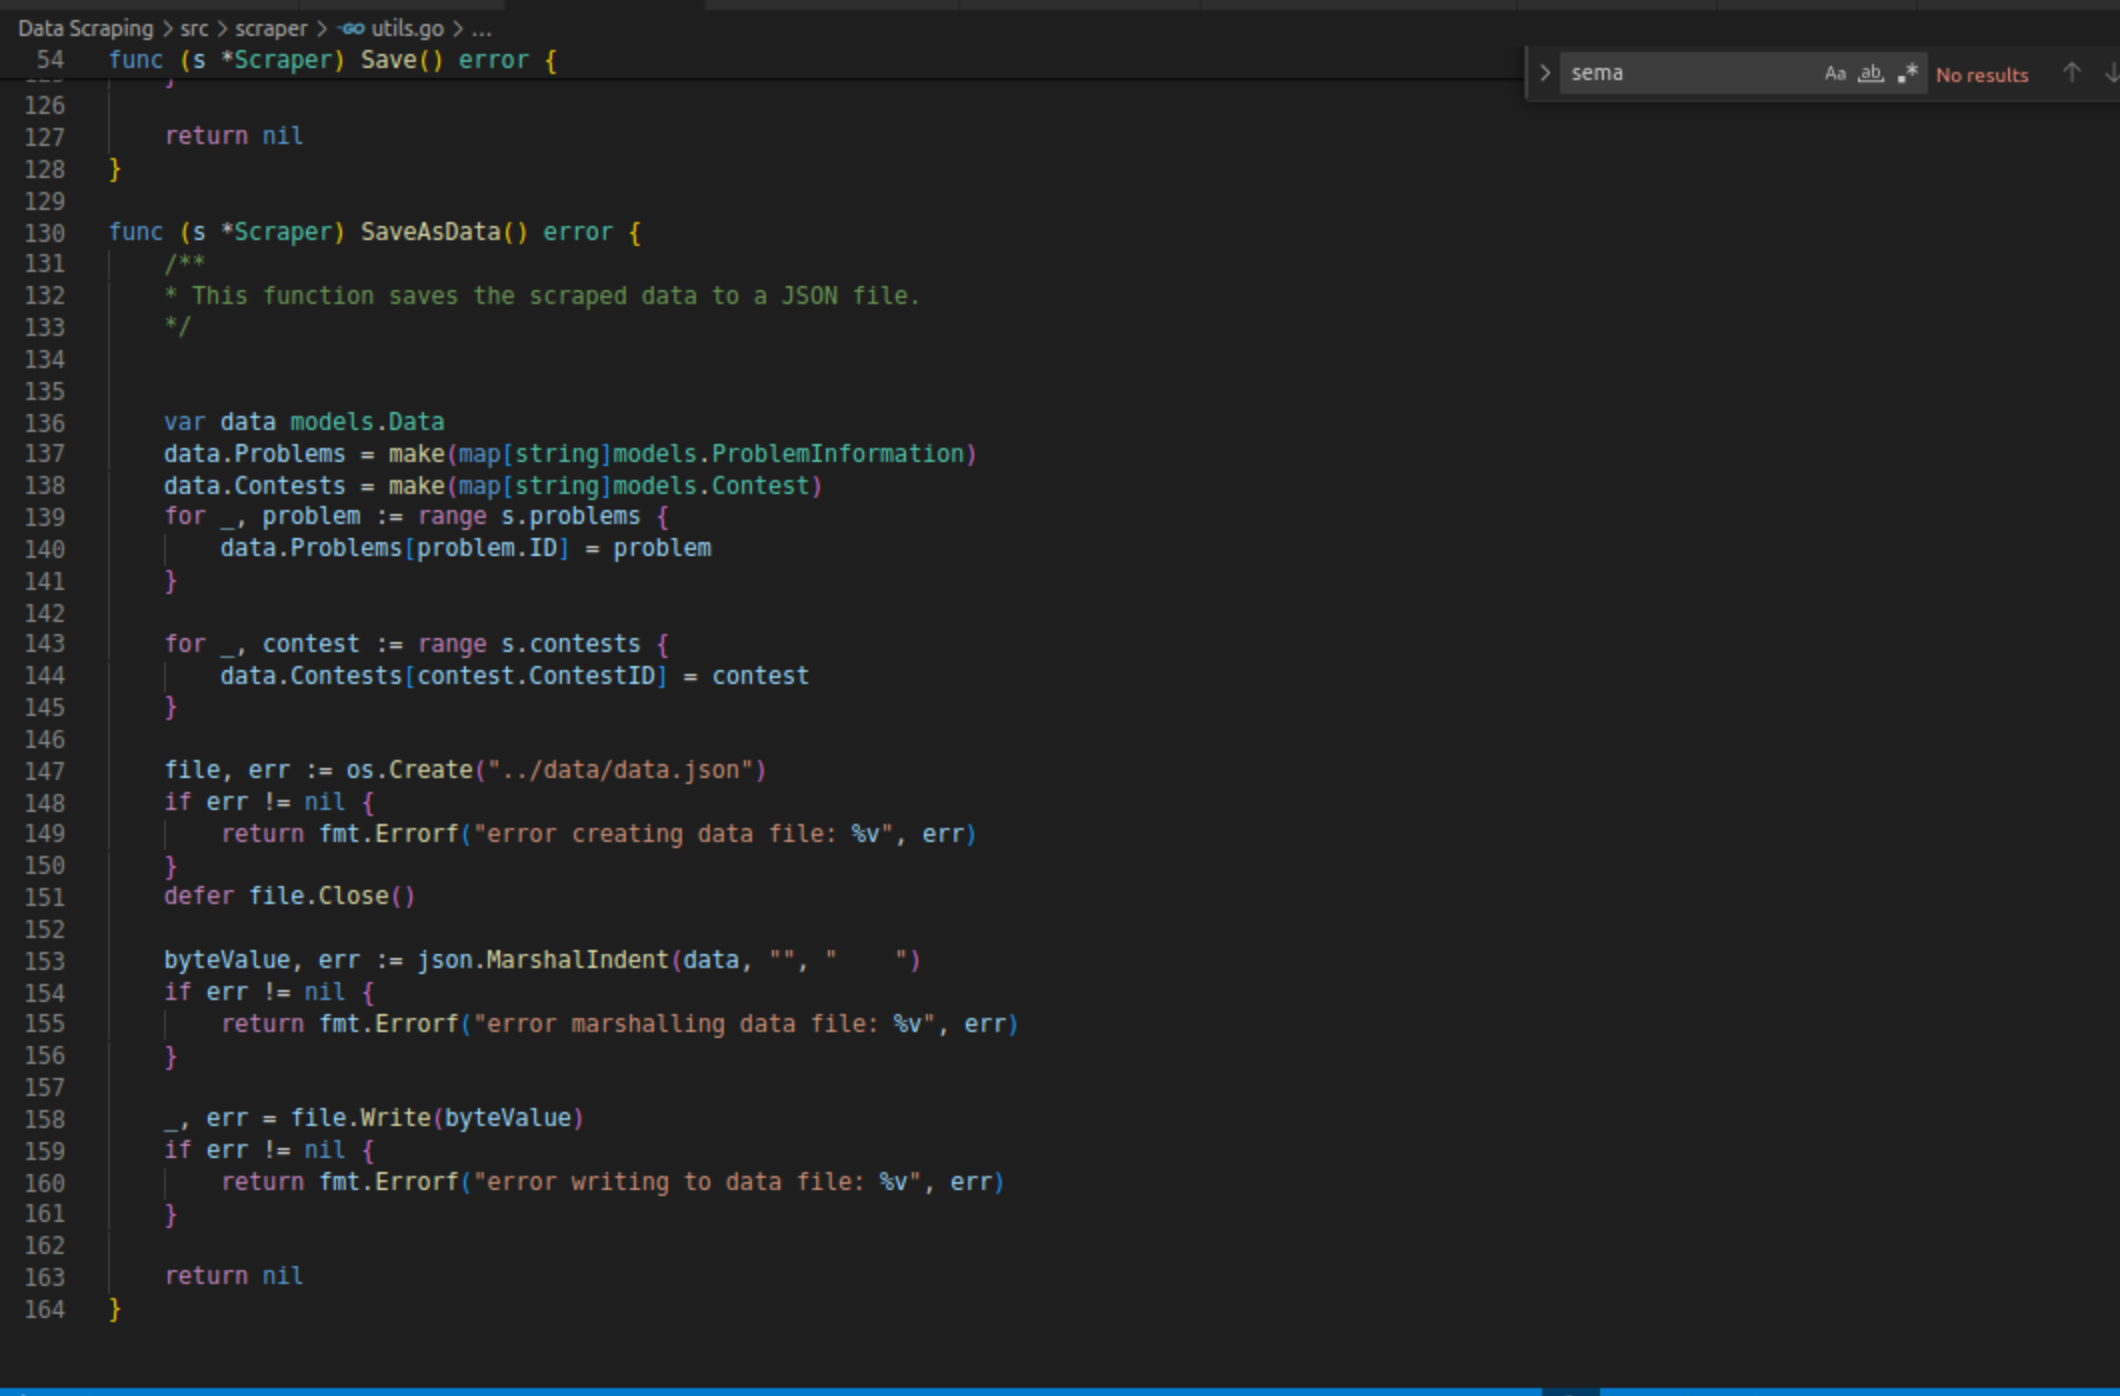 Data Scraping > src > scraper > utils.go > ...
54 func (s *Scraper) Save() error {
sema Aa ab .* No results
125 }
126
127     return nil
128 }
129
130 func (s *Scraper) SaveAsData() error {
131     /**
132     * This function saves the scraped data to a JSON file.
133     */
134
135
136     var data models.Data
137     data.Problems = make(map[string]models.ProblemInformation)
138     data.Contests = make(map[string]models.Contest)
139     for _, problem := range s.problems {
140         data.Problems[problem.ID] = problem
141     }
142
143     for _, contest := range s.contests {
144         data.Contests[contest.ContestID] = contest
145     }
146
147     file, err := os.Create("../data/data.json")
148     if err != nil {
149         return fmt.Errorf("error creating data file: %v", err)
150     }
151     defer file.Close()
152
153     byteValue, err := json.MarshalIndent(data, "", "    ")
154     if err != nil {
155         return fmt.Errorf("error marshalling data file: %v", err)
156     }
157
158     _, err = file.Write(byteValue)
159     if err != nil {
160         return fmt.Errorf("error writing to data file: %v", err)
161     }
162
163     return nil
164 }